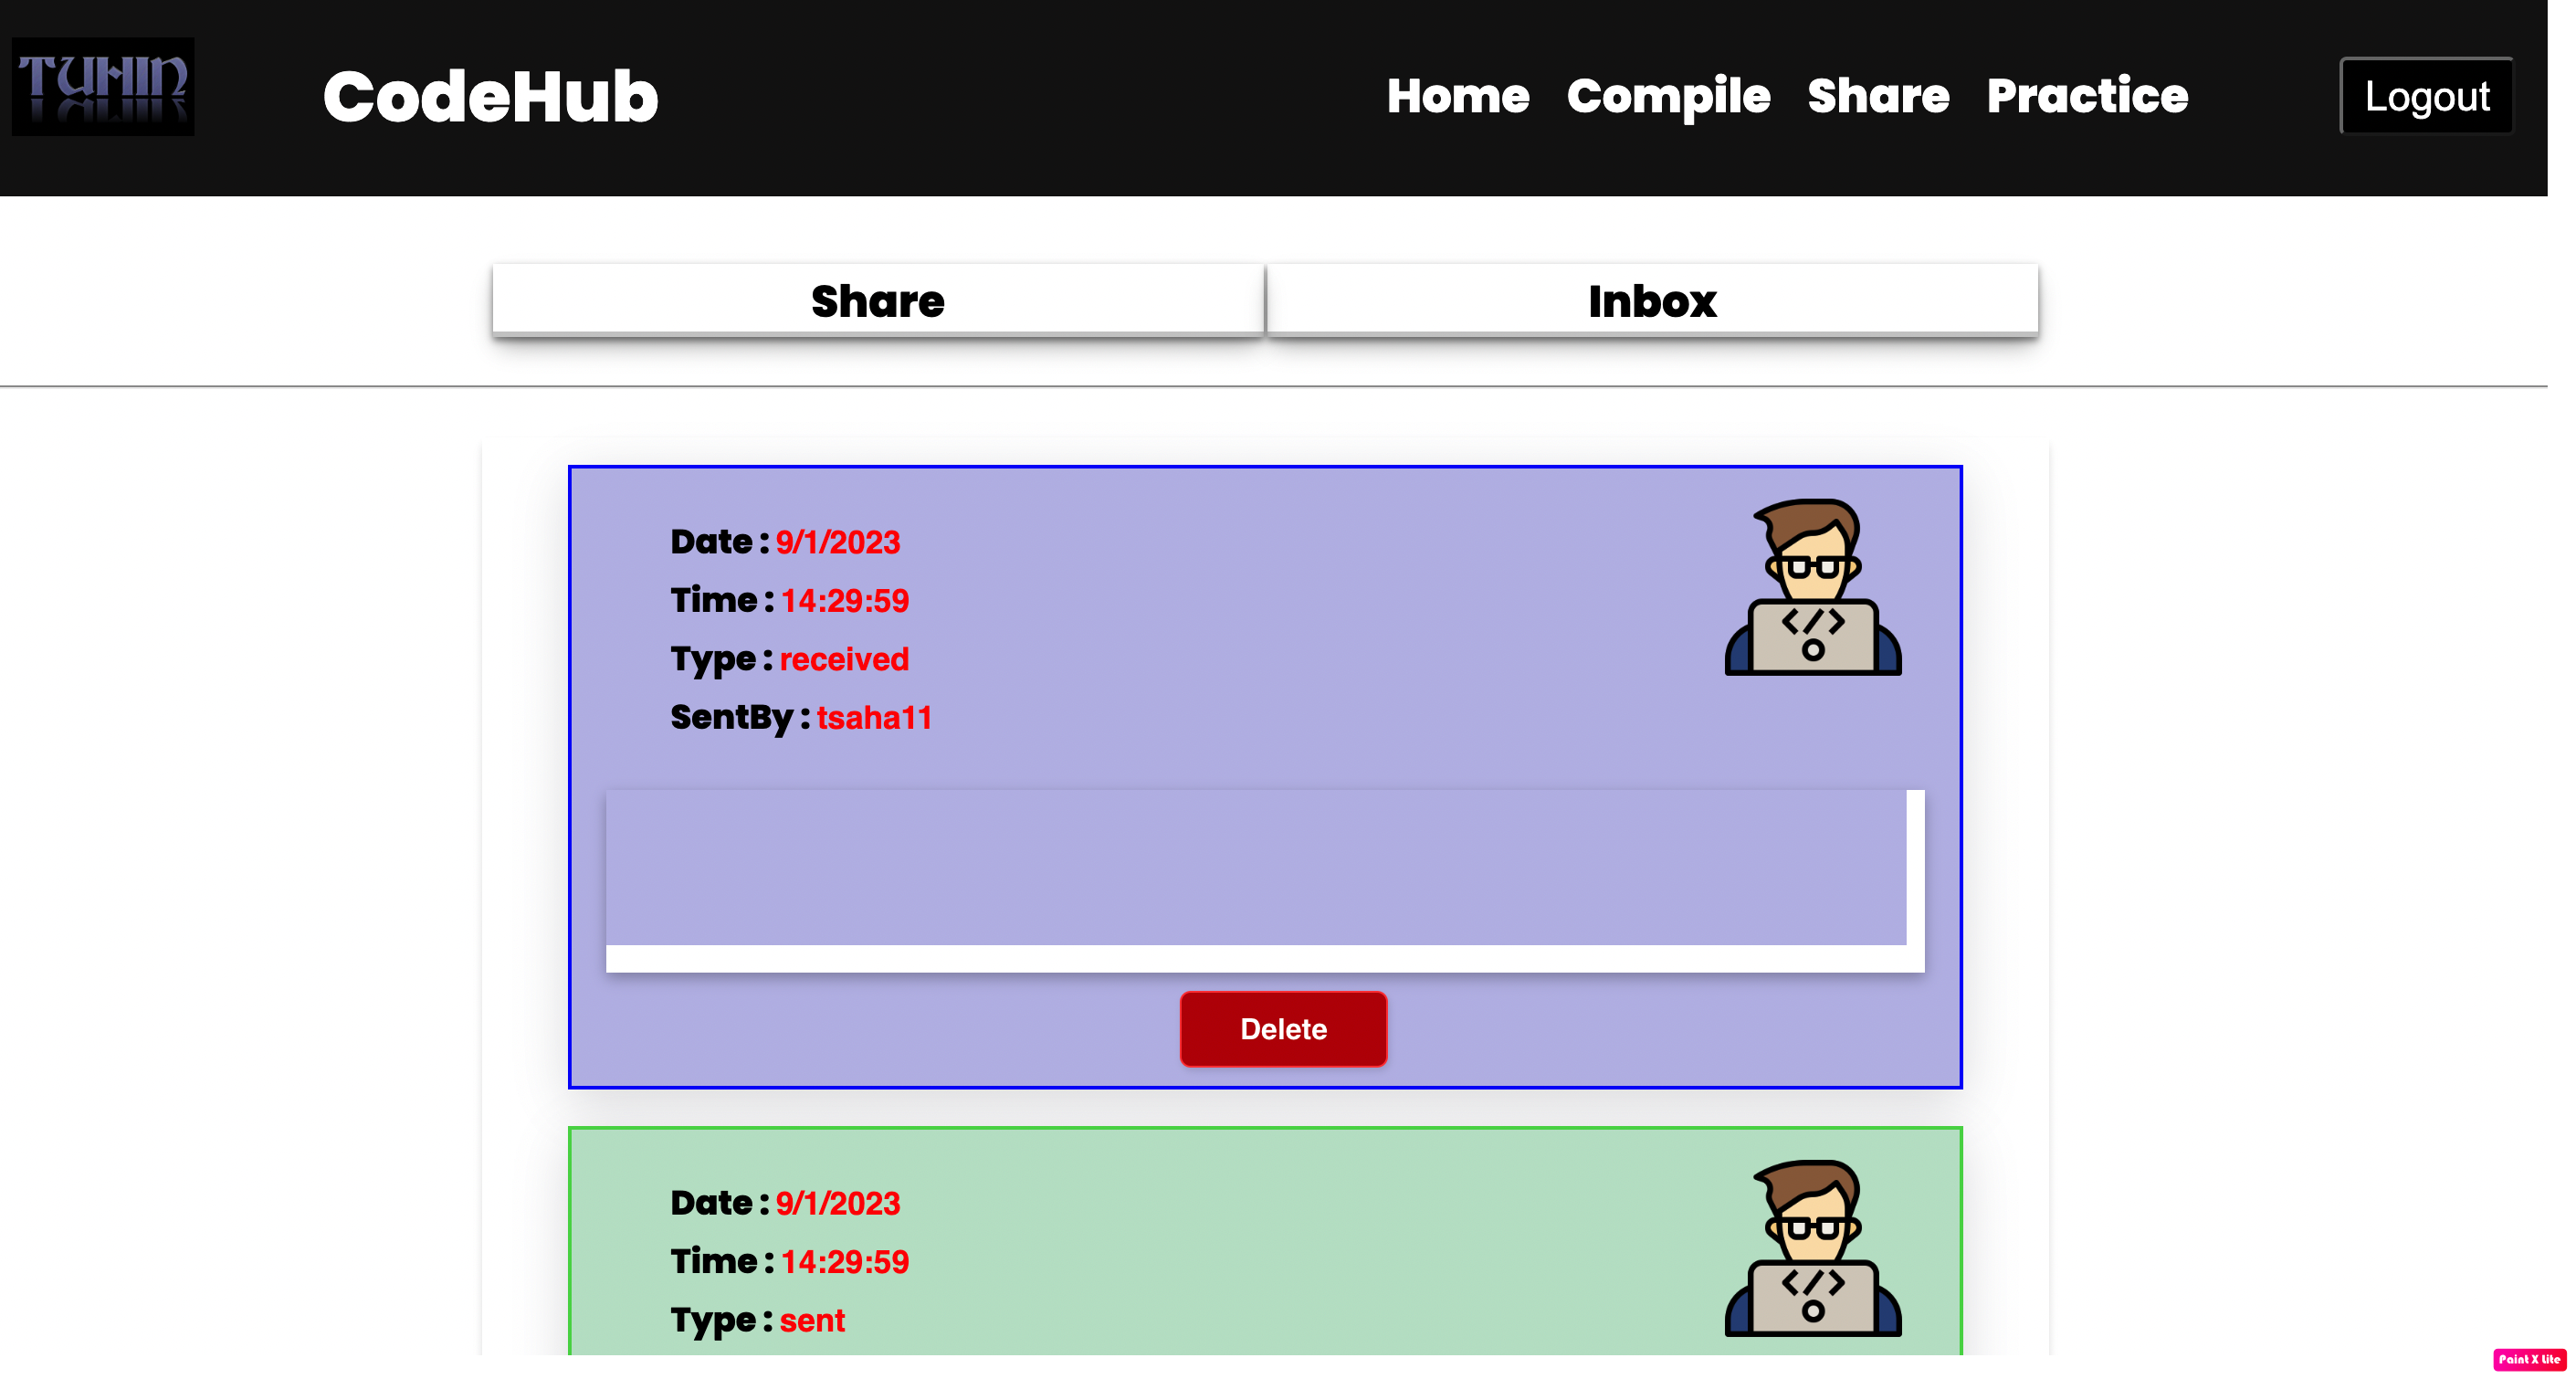 TUHIN
CodeHub
Home Compile Share Practice
Logout
Share
Inbox
Date : 9/1/2023
Time : 14:29:59
Type : received
SentBy : tsaha11
</>
Delete
Date : 9/1/2023
Time : 14:29:59
Type : sent
</>
Paint X Lite